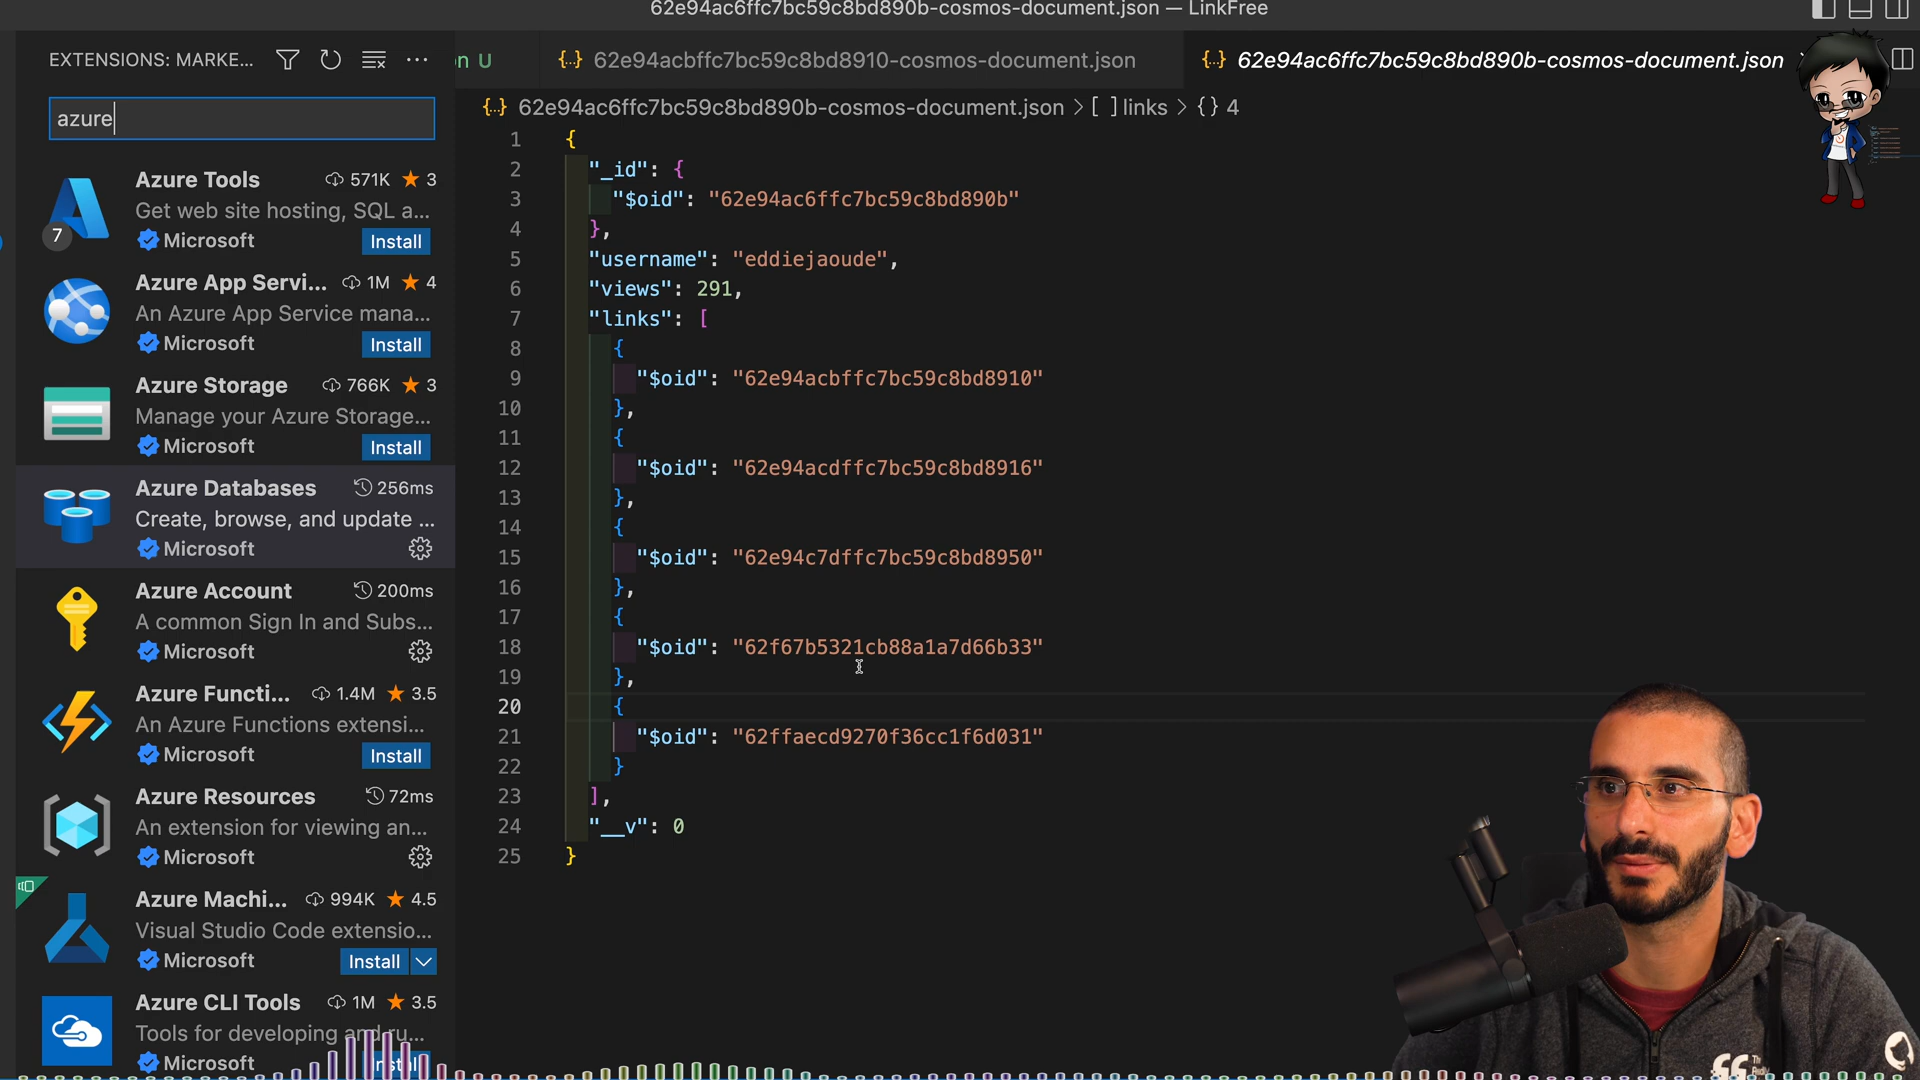 62e94ac6ffc7bc59c8bd890b-cosmos-document.json — LinkFree
EXTENSIONS: MARKE...
n U
{..} 62e94acbffc7bc59c8bd8910-cosmos-document.json
{..} 62e94ac6ffc7bc59c8bd890b-cosmos-document.json
azure
{..} 62e94ac6ffc7bc59c8bd890b-cosmos-document.json > [ ] links > {} 4
Azure Tools 571K ★ 3
Get web site hosting, SQL a...
7
Microsoft Install
Azure App Servi... 1M ★ 4
An Azure App Service mana...
Microsoft Install
Azure Storage 766K ★ 3
Manage your Azure Storage...
Microsoft Install
Azure Databases 256ms
Create, browse, and update ...
Microsoft
Azure Account 200ms
A common Sign In and Subs...
Microsoft
Azure Functi... 1.4M ★ 3.5
An Azure Functions extensi...
Microsoft Install
Azure Resources 72ms
An extension for viewing an...
Microsoft
Azure Machi... 994K ★ 4.5
Visual Studio Code extensio...
Microsoft Install
Azure CLI Tools 1M ★ 3.5
Tools for developing and ru...
Microsoft Install
1 {
2 "_id": {
3 "$oid": "62e94ac6ffc7bc59c8bd890b"
4 },
5 "username": "eddiejaoude",
6 "views": 291,
7 "links": [
8 {
9 "$oid": "62e94acbffc7bc59c8bd8910"
10 },
11 {
12 "$oid": "62e94acdffc7bc59c8bd8916"
13 },
14 {
15 "$oid": "62e94c7dffc7bc59c8bd8950"
16 },
17 {
18 "$oid": "62f67b5321cb88a1a7d66b33"
19 },
20 {
21 "$oid": "62ffaecd9270f36cc1f6d031"
22 }
23 ],
24 "__v": 0
25 }